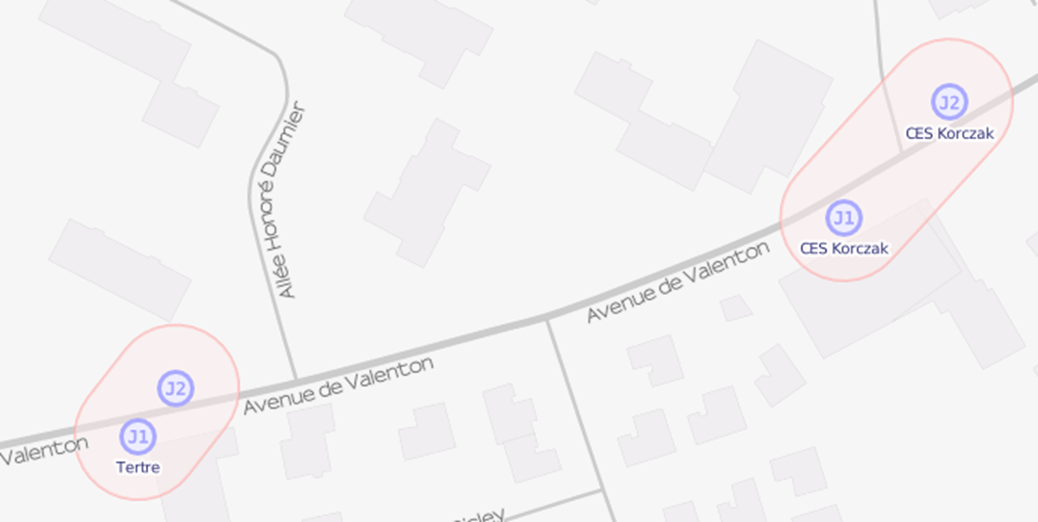 J2
CES Korczak
Allée Honoré Daumier
J1
CES Korczak
Avenue de Valenton
J2
Avenue de Valenton
J1
Valenton
Tertre